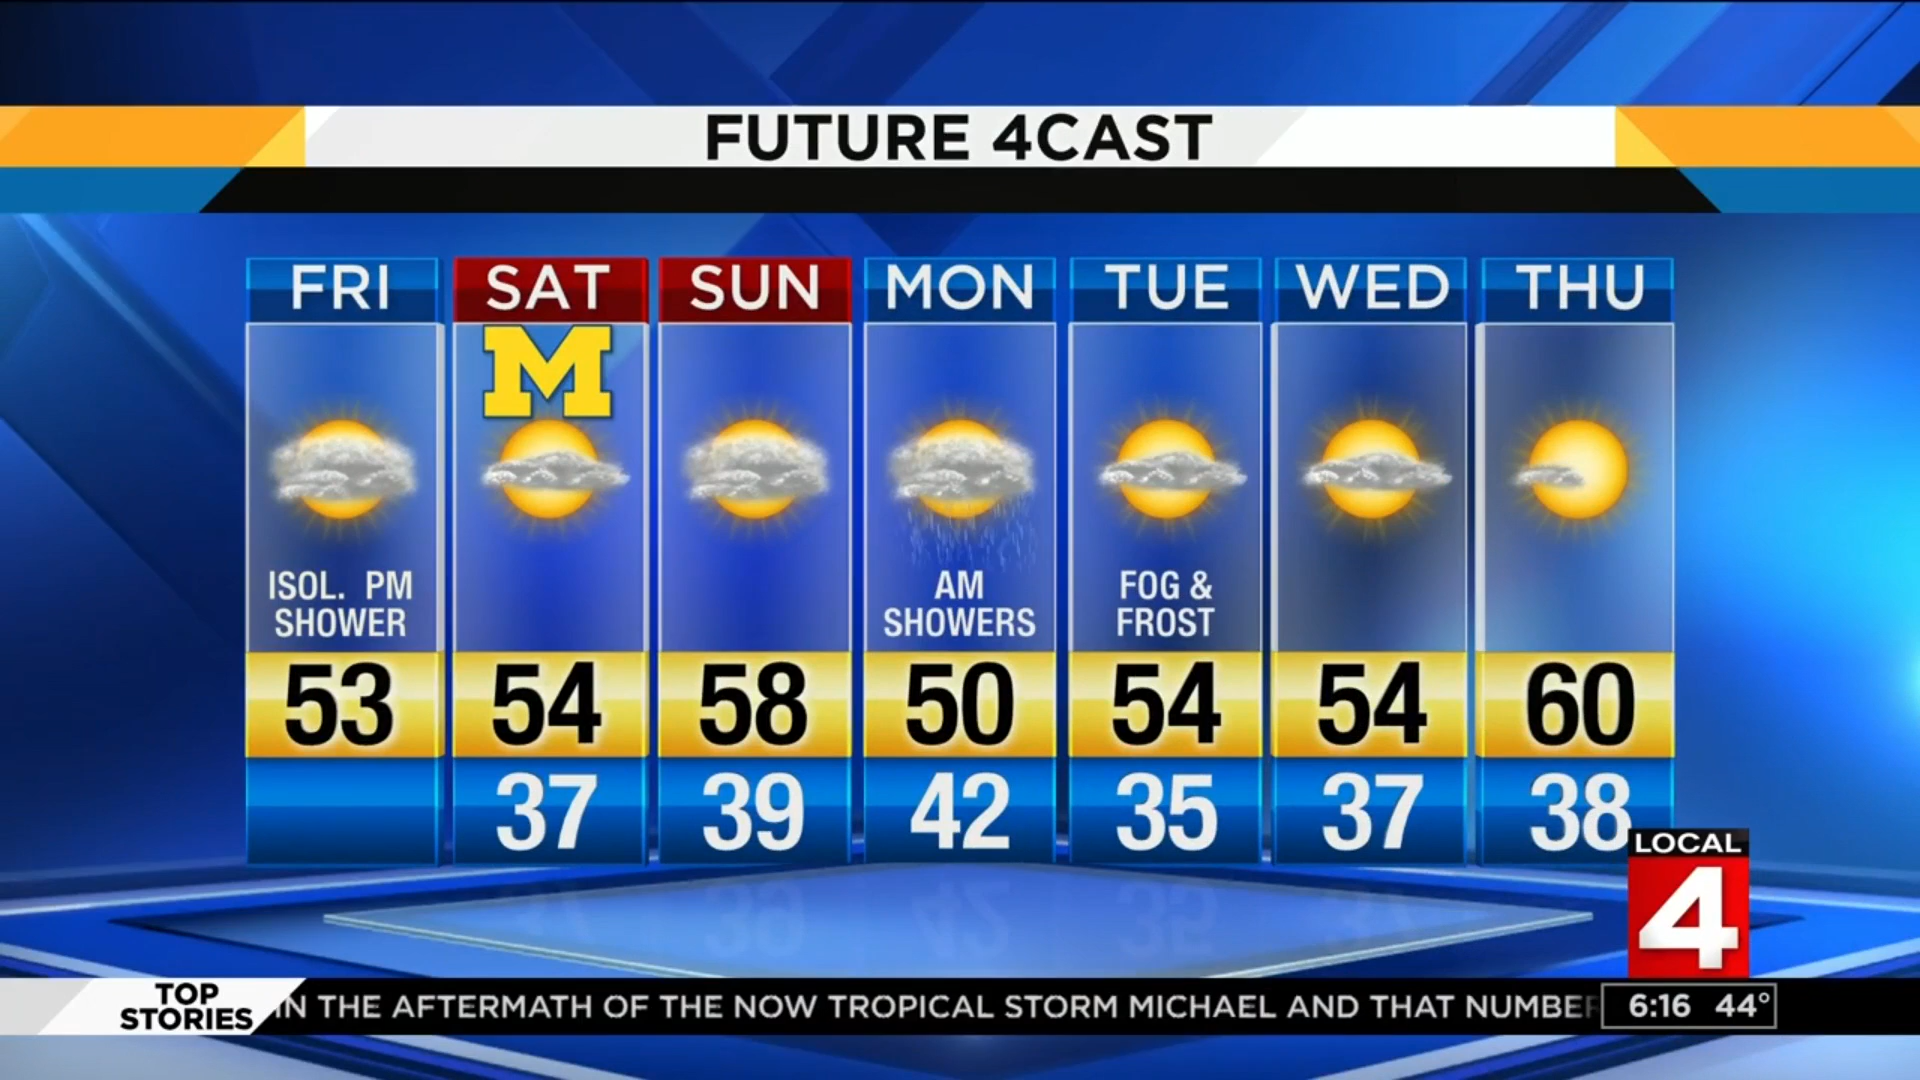 FUTURE 4CAST
FRI SAT SUN MON TUE WED THU
M
ISOL. PM
SHOWER
AM
SHOWERS
FOG &
FROST
53 54 58 50 54 54 60
37 39 42 35 37 38
LOCAL
4
TOP
STORIES
IN THE AFTERMATH OF THE NOW TROPICAL STORM MICHAEL AND THAT NUMBER
6:16 44°